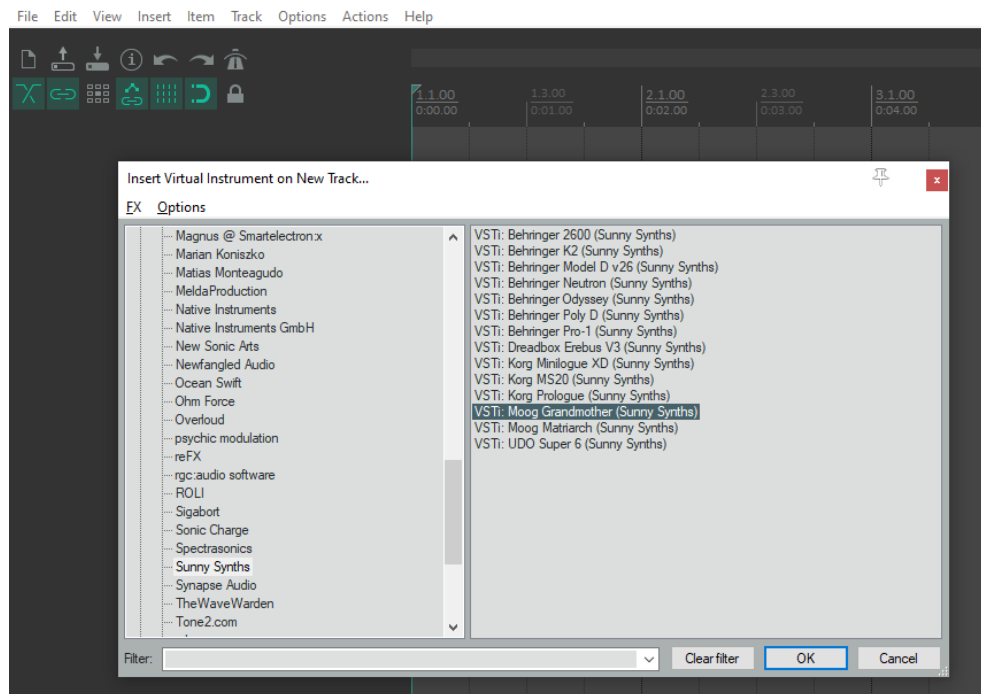 File Edit View Insert Item Track Options Actions Help
1.1.00 1.3.00 2.1.00 2.3.00 3.1.00
0:00.00 0:01.00 0:02.00 0:03.00 0:04.00
Insert Virtual Instrument on New Track...
FX Options
Magnus @ Smartelectron:x
Marian Koniszko
Matias Monteagudo
MeldaProduction
Native Instruments
Native Instruments GmbH
New Sonic Arts
Newfangled Audio
Ocean Swift
Ohm Force
Overloud
psychic modulation
reFX
rgc:audio software
ROLI
Sigabort
Sonic Charge
Spectrasonics
Sunny Synths
Synapse Audio
TheWaveWarden
Tone2.com
VSTi: Behringer 2600 (Sunny Synths)
VSTi: Behringer K2 (Sunny Synths)
VSTi: Behringer Model D v26 (Sunny Synths)
VSTi: Behringer Neutron (Sunny Synths)
VSTi: Behringer Odyssey (Sunny Synths)
VSTi: Behringer Poly D (Sunny Synths)
VSTi: Behringer Pro-1 (Sunny Synths)
VSTi: Dreadbox Erebus V3 (Sunny Synths)
VSTi: Korg Minilogue XD (Sunny Synths)
VSTi: Korg MS20 (Sunny Synths)
VSTi: Korg Prologue (Sunny Synths)
VSTi: Moog Grandmother (Sunny Synths)
VSTi: Moog Matriarch (Sunny Synths)
VSTi: UDO Super 6 (Sunny Synths)
Filter: Clear filter OK Cancel